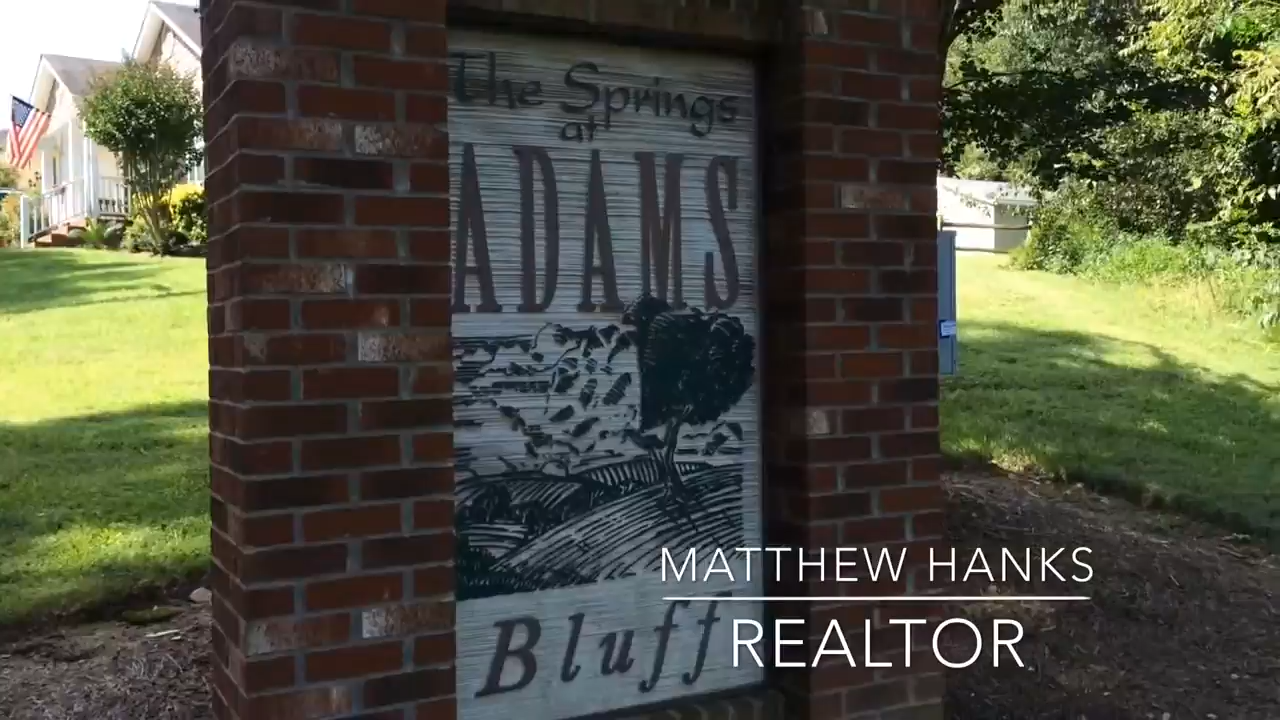 The Springs
at
ADAMS
Bluff
MATTHEW HANKS
REALTOR